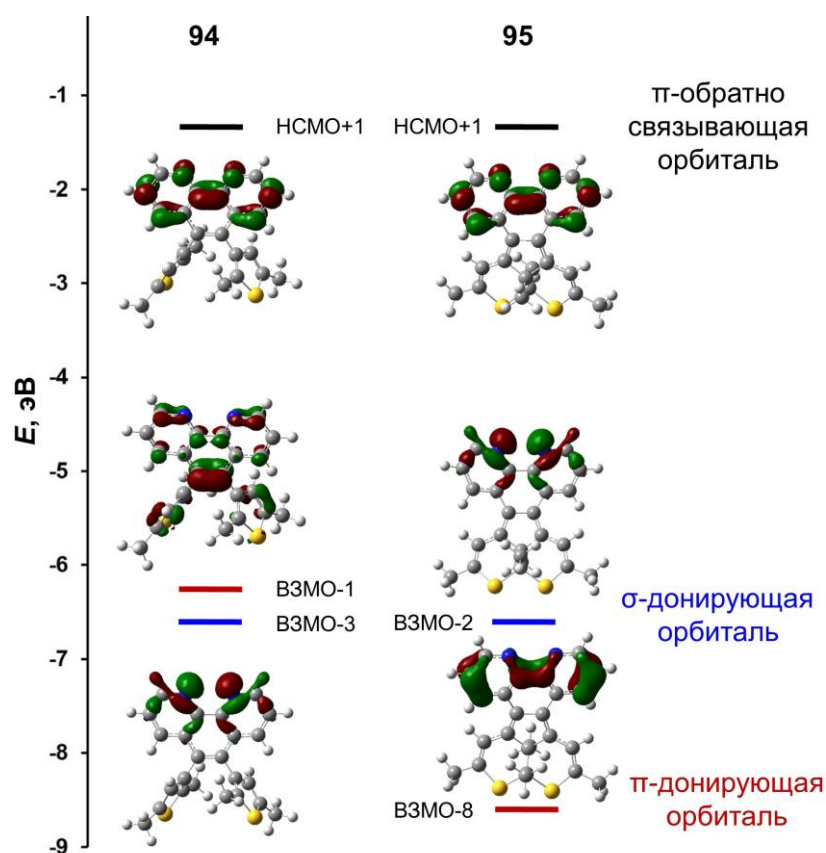 94
95
-1
-2
-3
-4
-5
-6
-7
-8
-9
E, эВ
НСМО+1
НСМО+1
π-обратно
связывающая
орбиталь
ВЗМО-1
ВЗМО-3
ВЗМО-2
σ-донирующая
орбиталь
ВЗМО-8
π-донирующая
орбиталь